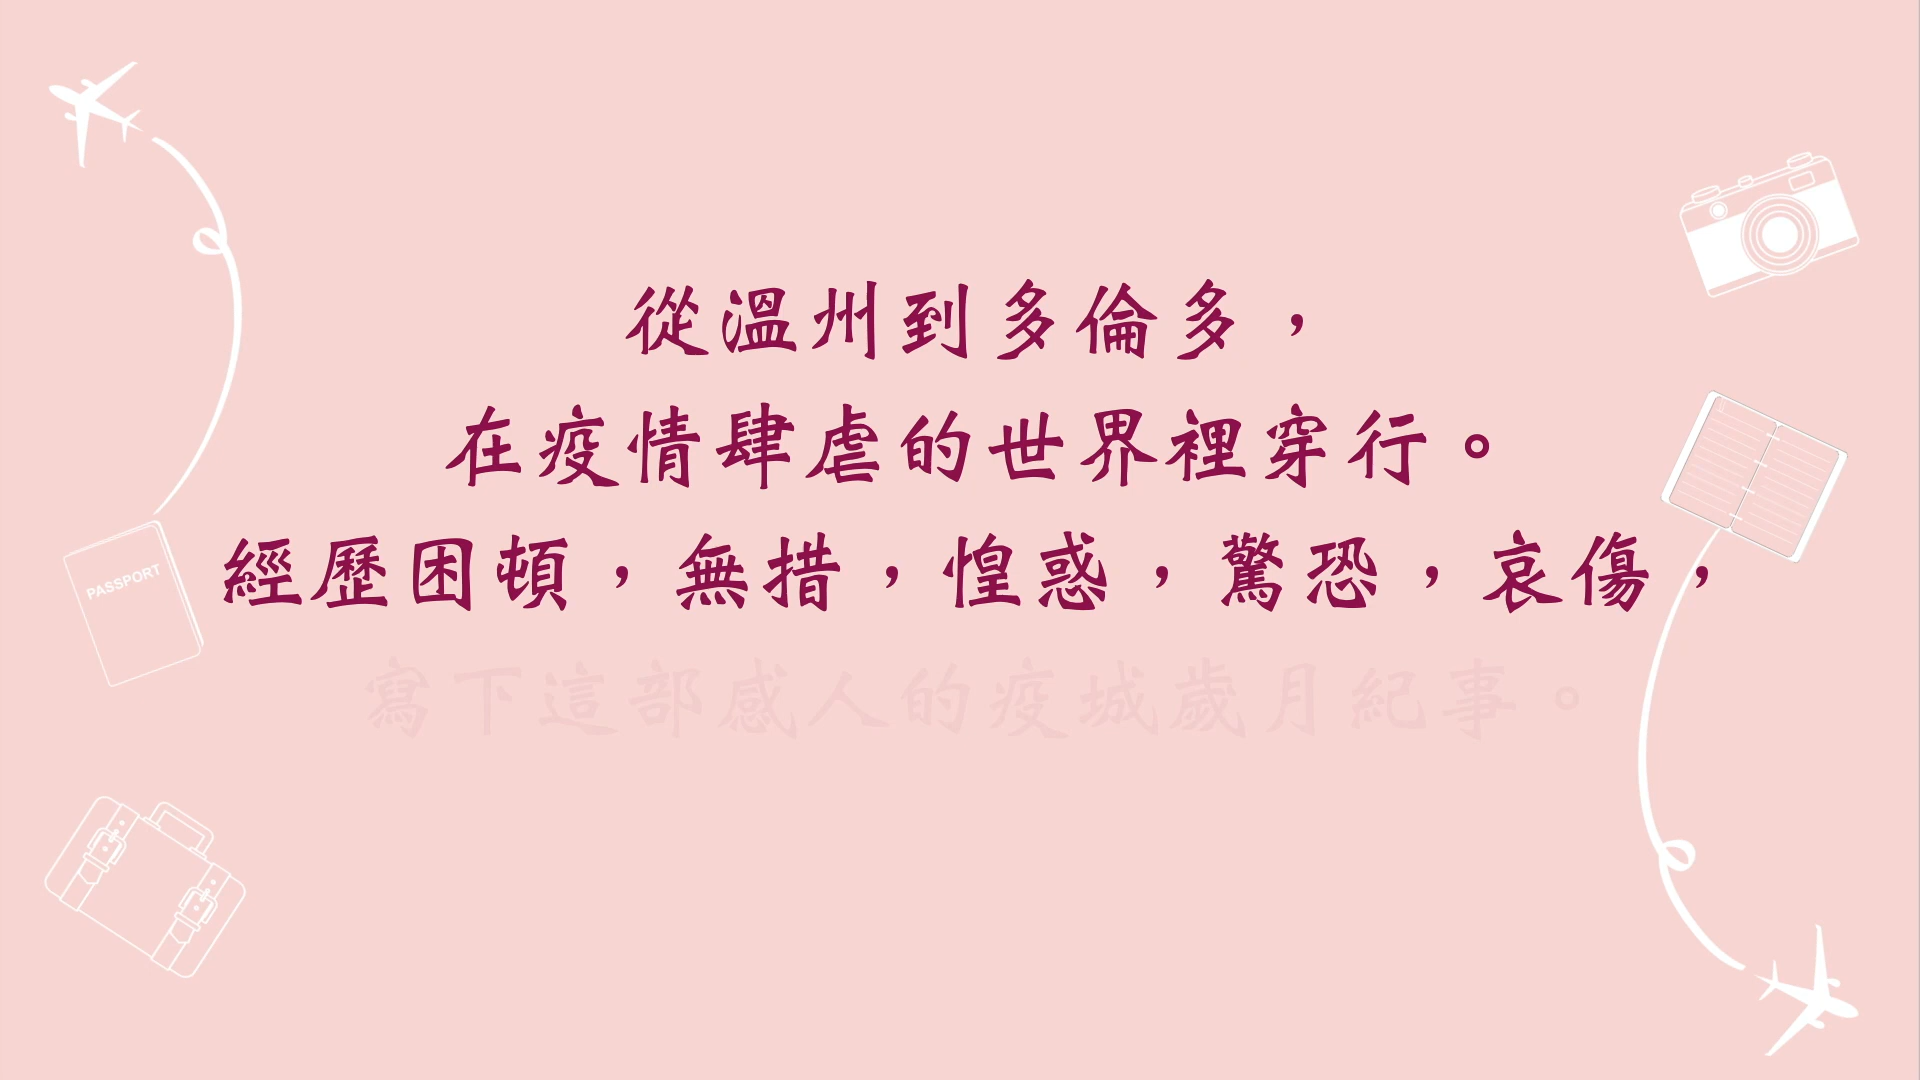 從溫州到多倫多，
在疫情肆虐的世界裡穿行。
經歷困頓，無措，惶惑，驚恐，哀傷，
寫下這部感人的疫城歲月紀事。
PASSPORT